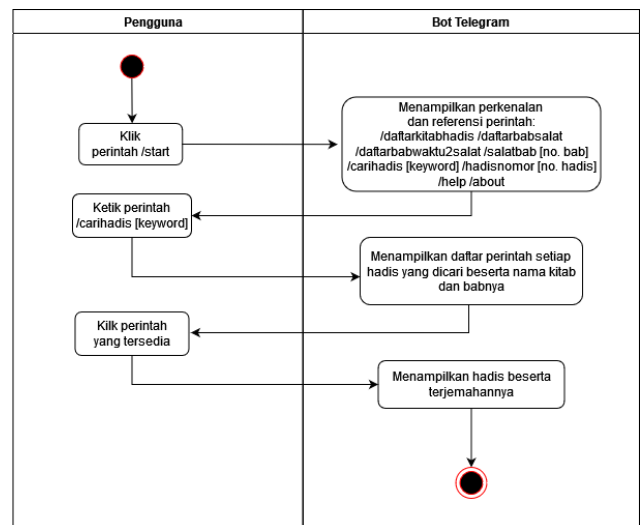 Pengguna
Bot Telegram
Klik
perintah /start
Menampilkan perkenalan
dan referensi perintah:
/daftarkitabhadis /daftarbabsalat
/daftarbabwaktu2salat /salatbab [no. bab]
/carihadis [keyword] /hadisnomor [no. hadis]
/help /about
Ketik perintah
/carihadis [keyword]
Menampilkan daftar perintah setiap
hadis yang dicari beserta nama kitab
dan babnya
Kilk perintah
yang tersedia
Menampilkan hadis beserta
terjemahannya